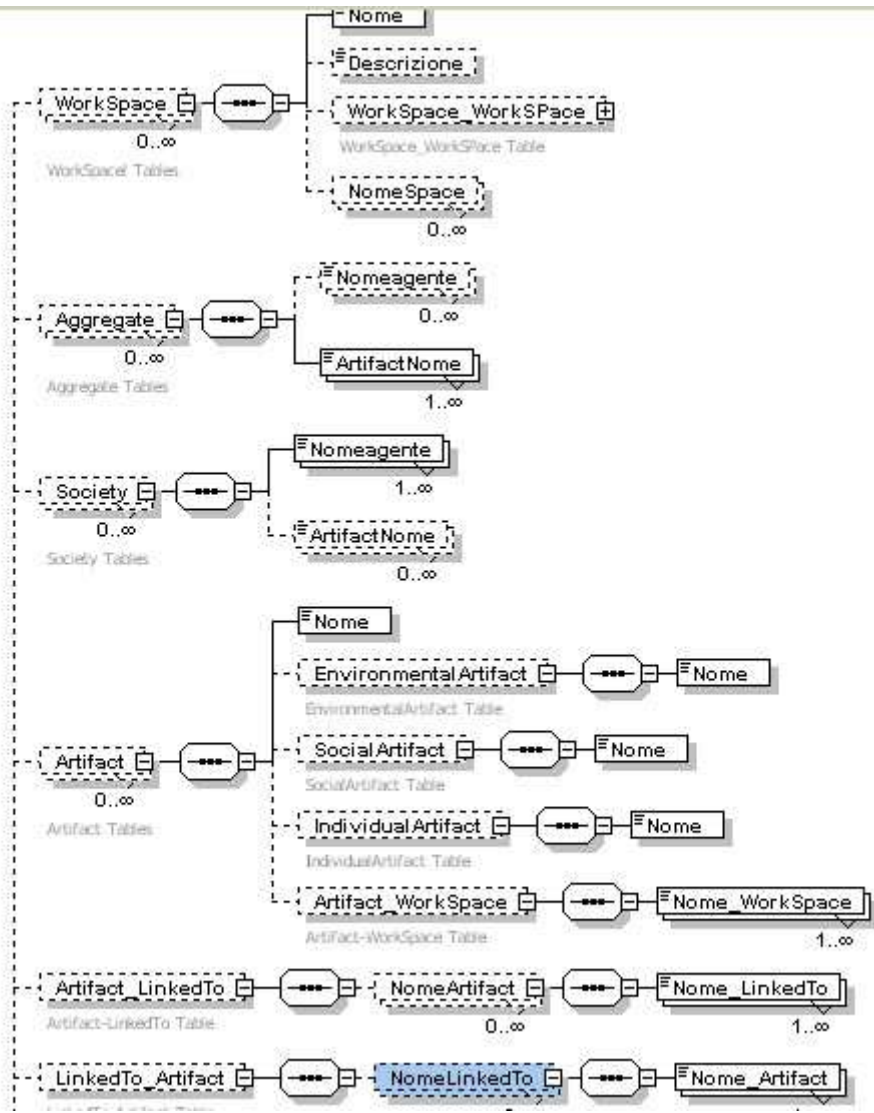 Nome
Descrizione
WorkSpace
0..∞
WorkSpace! Tables
WorkSpace_WorkSPace
WorkSpace_WorkSPace Table
NomeSpace
0..∞
Nomeagente
0..∞
Aggregate
0..∞
Aggregate Tables
ArtifactNome
1..∞
Nomeagente
1..∞
Society
0..∞
Society Tables
ArtifactNome
0..∞
Nome
EnvironmentalArtifact
Nome
EnvironmentalArtifact Table
SocialArtifact
Nome
SocialArtifact Table
Artifact
0..∞
Artifact Tables
IndividualArtifact
Nome
IndividualArtifact Table
Artifact_WorkSpace
Nome_WorkSpace
1..∞
Artifact-WorkSpace Table
Artifact_LinkedTo
NomeArtifact
Nome_LinkedTo
0..∞
1..∞
Artifact-LinkedTo Table
LinkedTo_Artifact
NomeLinkedTo
Nome_Artifact